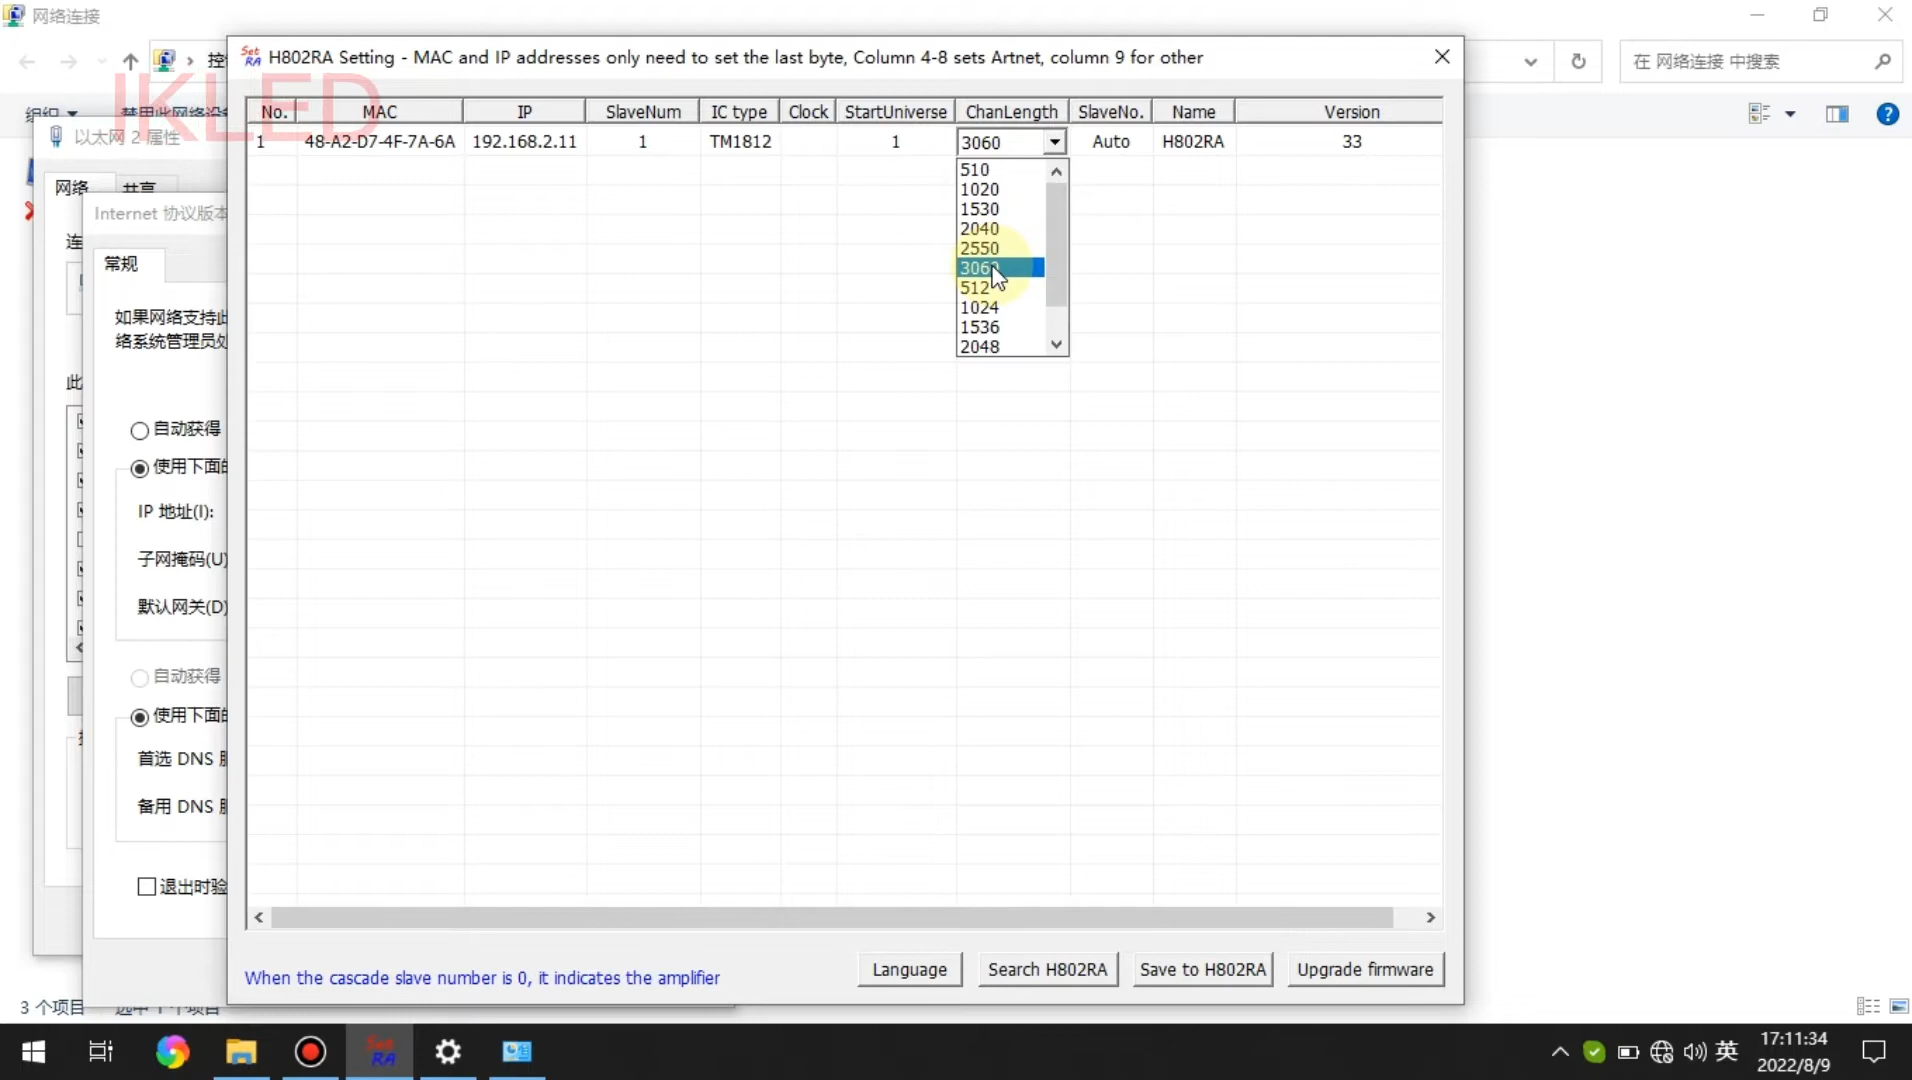 网络连接
H802RA Setting - MAC and IP addresses only need to set the last byte, Column 4-8 sets Artnet, column 9 for other
在 网络连接 中搜索
IKLED
以太网 2 属性
网络
共享
Internet 协议版本
常规
如果网络支持此
络系统管理员处
自动获得
使用下面的
IP 地址(I):
子网掩码(U)
默认网关(D)
自动获得
使用下面的
首选 DNS
备用 DNS
退出时验
No. MAC IP SlaveNum IC type Clock StartUniverse ChanLength SlaveNo. Name Version
1 48-A2-D7-4F-7A-6A 192.168.2.11 1 TM1812 1 3060 Auto H802RA 33
510
1020
1530
2040
2550
3060
512
1024
1536
2048
When the cascade slave number is 0, it indicates the amplifier
Language Search H802RA Save to H802RA Upgrade firmware
3 个项目
Set RA
英
17:11:34
2022/8/9